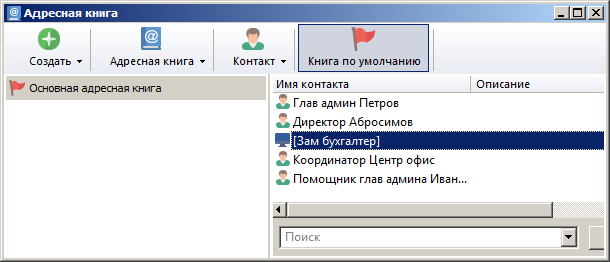 Адресная книга
Создать Адресная книга Контакт Книга по умолчанию
Основная адресная книга
Имя контакта Описание
Глав админ Петров
Директор Абросимов
[Зам бухгалтер]
Координатор Центр офис
Помощник глав админа Иван...
Поиск